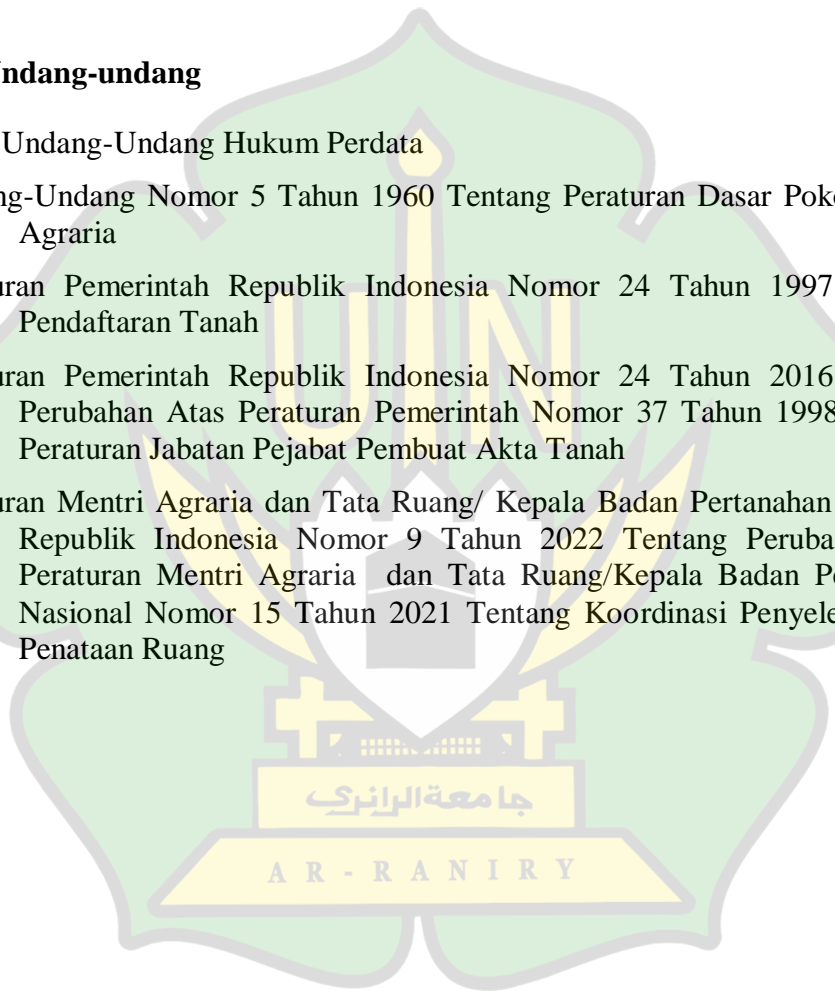 ndang-undang
Undang-Undang Hukum Perdata
ng-Undang Nomor 5 Tahun 1960 Tentang Peraturan Dasar Pok
Agraria
uran Pemerintah Republik Indonesia Nomor 24 Tahun 1997
Pendaftaran Tanah
uran Pemerintah Republik Indonesia Nomor 24 Tahun 2016
Perubahan Atas Peraturan Pemerintah Nomor 37 Tahun 1998
Peraturan Jabatan Pejabat Pembuat Akta Tanah
uran Mentri Agraria dan Tata Ruang/ Kepala Badan Pertanahan
Republik Indonesia Nomor 9 Tahun 2022 Tentang Peruba
Peraturan Mentri Agraria dan Tata Ruang/Kepala Badan Pe
Nasional Nomor 15 Tahun 2021 Tentang Koordinasi Penyele
Penataan Ruang
UIN
جامعةالرانري
AR-RANIRY